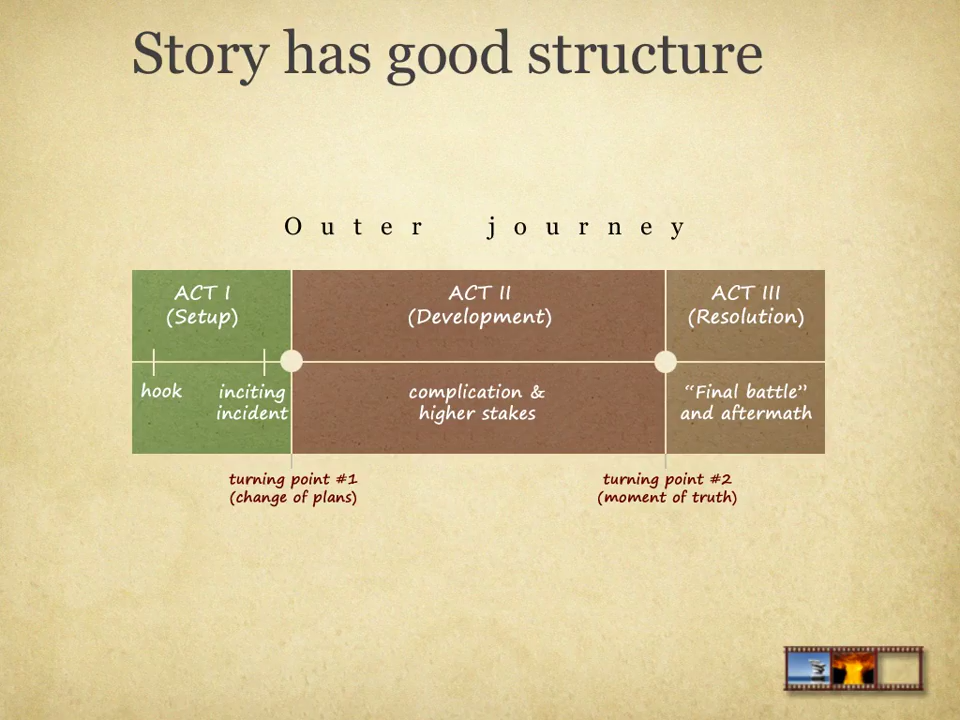 Story has good structure
Outer journey
ACT I
(Setup)
ACT II
(Development)
ACT III
(Resolution)
hook
inciting
incident
complication &
higher stakes
“Final battle”
and aftermath
turning point #1
(change of plans)
turning point #2
(moment of truth)